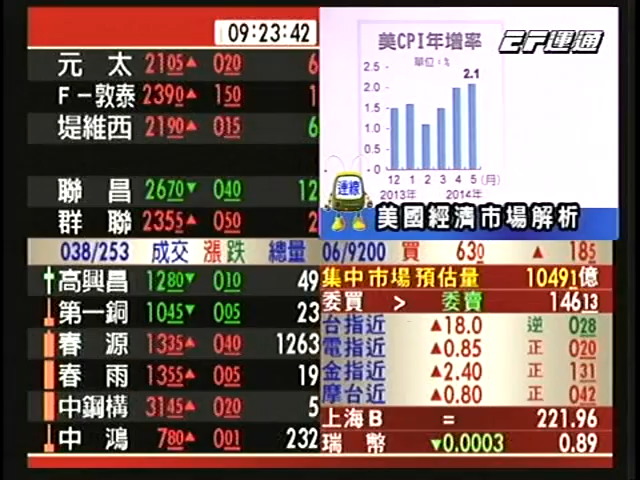 09:23:42
元太 2105▲ 020 6
F-敦泰 2390▲ 150 1
堤維西 2190▲ 015 6
聯昌 2670▼ 040 12
群聯 2355▲ 050 2
美CPI年增率
EF運通
單位:%
2.5
2.0
1.5
1.0
0.5
0
2.1
12 1 2 3 4 5 (月)
2013年 2014年
連線
美國經濟市場解析
038/253 成交 漲跌 總量
06/9200 買 630 ▲ 185
高興昌 1280▼ 010 49
第一銅 1045▼ 005 23
春源 1335▲ 040 1263
春雨 1355▲ 005 19
中鋼構 3145▲ 020 5
中鴻 780▲ 001 232
集中市場預估量 10491億
委買 > 委賣 14613
台指近 ▲18.0 逆 028
電指近 ▲0.85 正 020
金指近 ▲2.40 正 131
摩台近 ▲0.80 正 042
上海B = 221.96
瑞幣 ▼0.0003 0.89